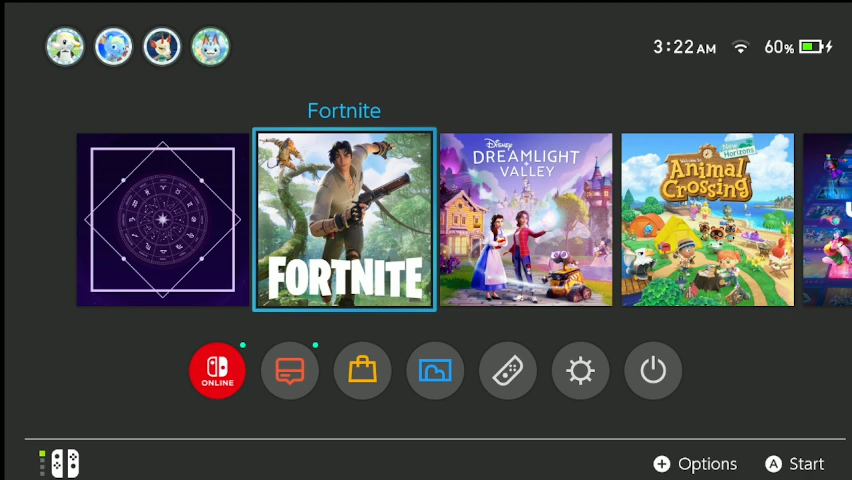 3:22 AM 60%
Fortnite
FORTNITE
Disney
DREAMLIGHT
VALLEY
Welcome to
Animal
Crossing
New
Horizons
ONLINE
+ Options A Start